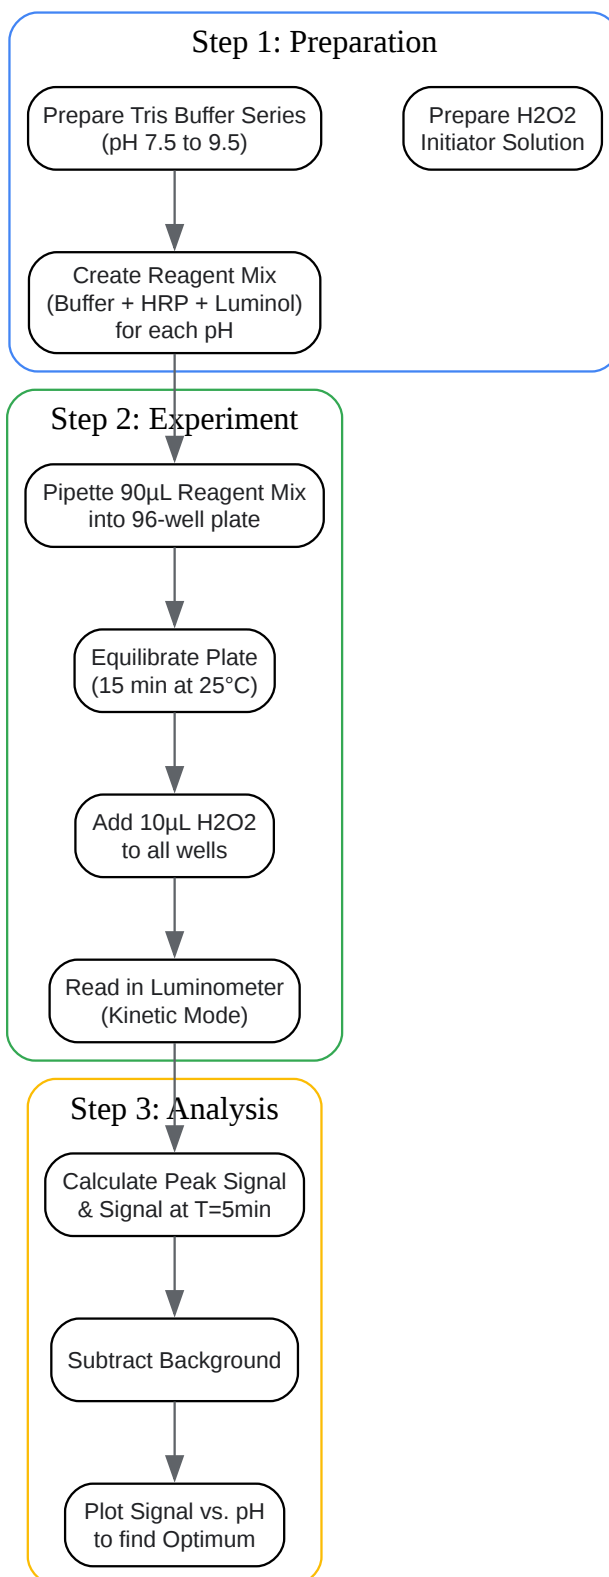 Step 1: Preparation
Prepare Tris Buffer Series
(pH 7.5 to 9.5)
Prepare H2O2
Initiator Solution
Create Reagent Mix
(Buffer + HRP + Luminol)
for each pH
Step 2: Experiment
Pipette 90µL Reagent Mix
into 96-well plate
Equilibrate Plate
(15 min at 25°C)
Add 10µL H2O2
to all wells
Read in Luminometer
(Kinetic Mode)
Step 3: Analysis
Calculate Peak Signal
& Signal at T=5min
Subtract Background
Plot Signal vs. pH
to find Optimum